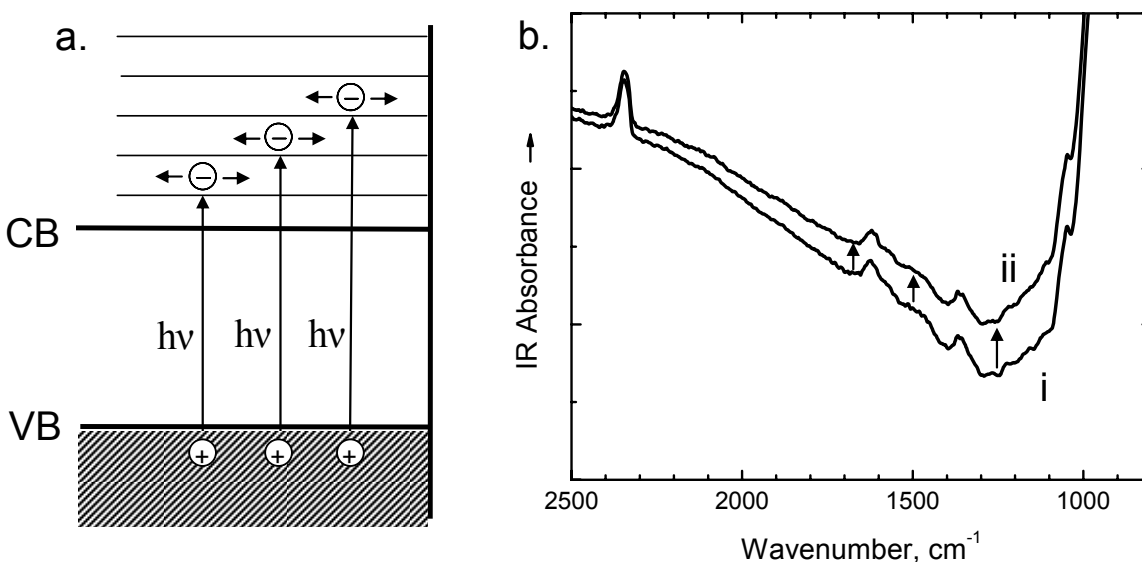 a.
− − −
CB
hν hν hν
VB
+ + +
b.
IR Absorbance →
ii
i
2500 2000 1500 1000
Wavenumber, cm⁻¹